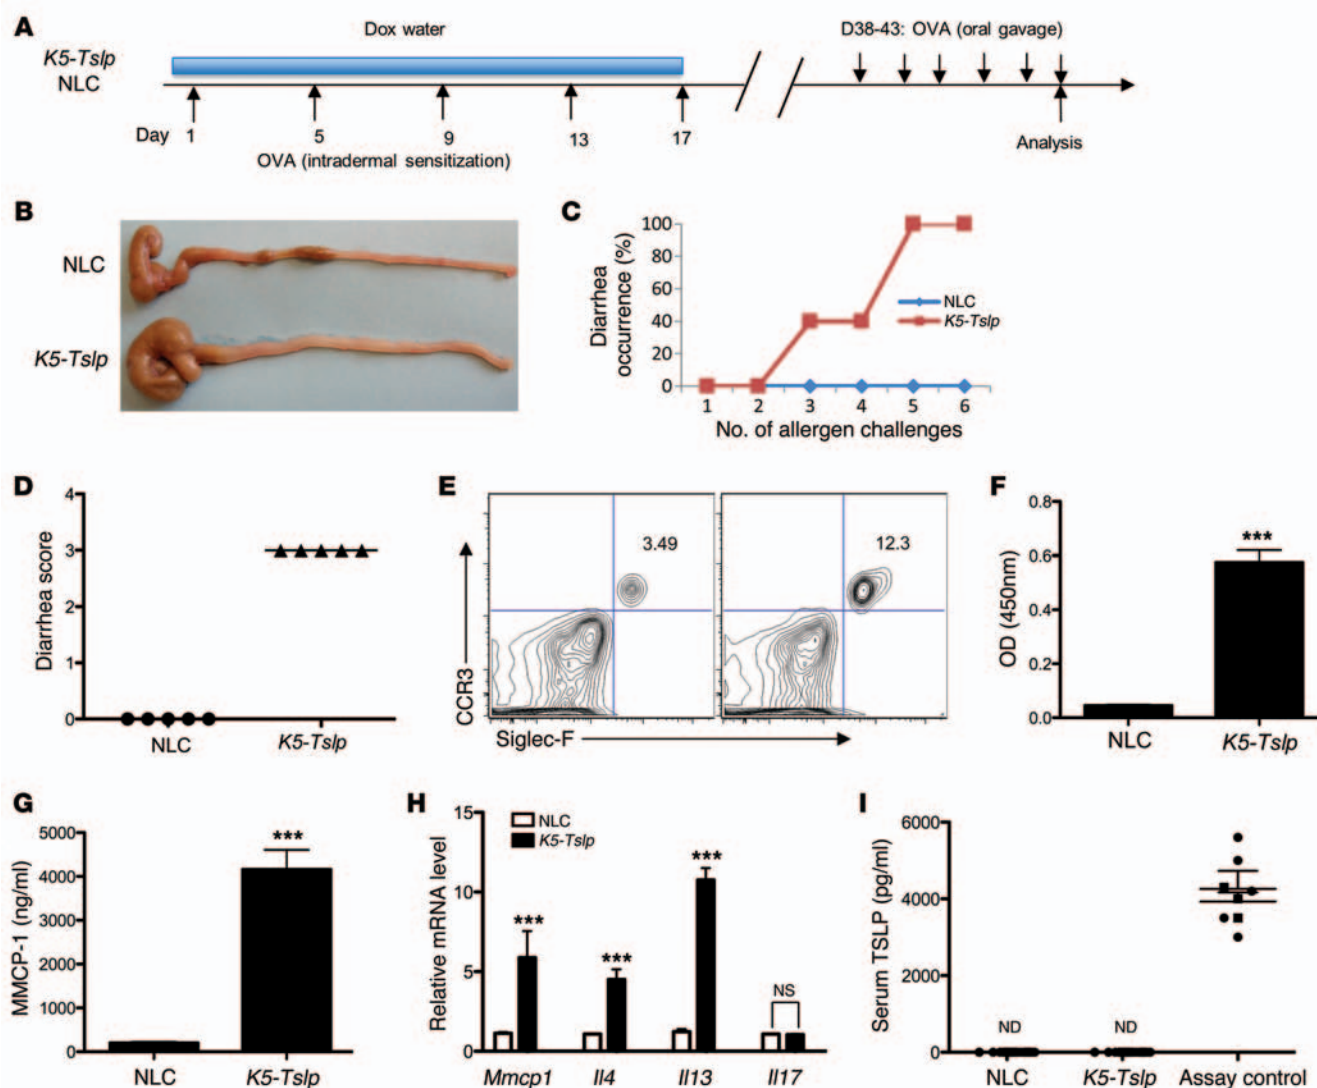 A
Dox water
D38-43: OVA (oral gavage)
K5-Tslp
NLC
Day 1 5 9 13 17
OVA (intradermal sensitization)
Analysis
B
NLC
K5-Tslp
C
Diarrhea
occurrence (%)
100
80
60
40
20
0
NLC
K5-Tslp
1 2 3 4 5 6
No. of allergen challenges
D
Diarrhea score
4
3
2
1
0
NLC K5-Tslp
E
3.49
12.3
CCR3
Siglec-F
F
OD (450nm)
0.8
0.6
0.4
0.2
0.0
***
NLC K5-Tslp
G
MMCP-1 (ng/ml)
5000
4000
3000
2000
1000
0
***
NLC K5-Tslp
H
Relative mRNA level
15
10
5
0
NLC
K5-Tslp
***
***
***
NS
Mmcp1 Il4 Il13 Il17
I
Serum TSLP (pg/ml)
6000
4000
2000
0
ND
ND
NLC K5-Tslp Assay control